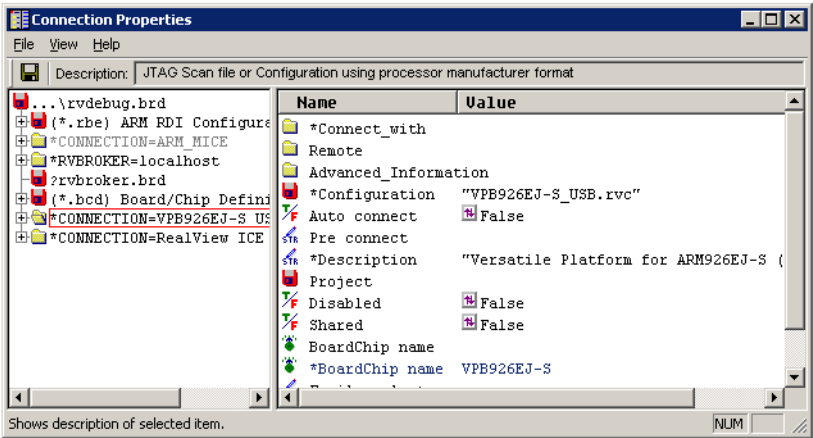 Connection Properties
File View Help
Description: JTAG Scan file or Configuration using processor manufacturer format
...\rvdebug.brd
(*.rbe) ARM RDI Configura
*CONNECTION=ARM_MICE
*RVBROKER=localhost
?rvbroker.brd
(*.bcd) Board/Chip Defini
*CONNECTION=VPB926EJ-S US
*CONNECTION=RealView ICE
Name Value
*Connect_with
Remote
Advanced_Information
*Configuration "VPB926EJ-S_USB.rvc"
T/F Auto connect False
STR Pre connect
STR *Description "Versatile Platform for ARM926EJ-S (
Project
T/F Disabled False
T/F Shared False
BoardChip name
*BoardChip name VPB926EJ-S
Shows description of selected item.
NUM